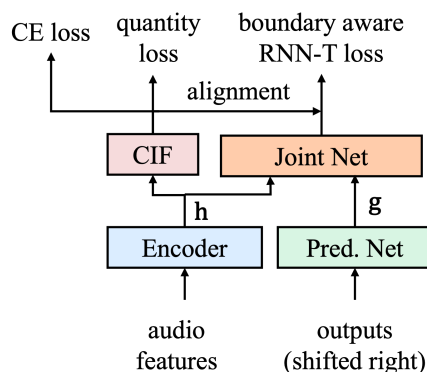 CE loss
quantity
loss
boundary aware
RNN-T loss
alignment
CIF
Joint Net
h
g
Encoder
Pred. Net
audio
features
outputs
(shifted right)